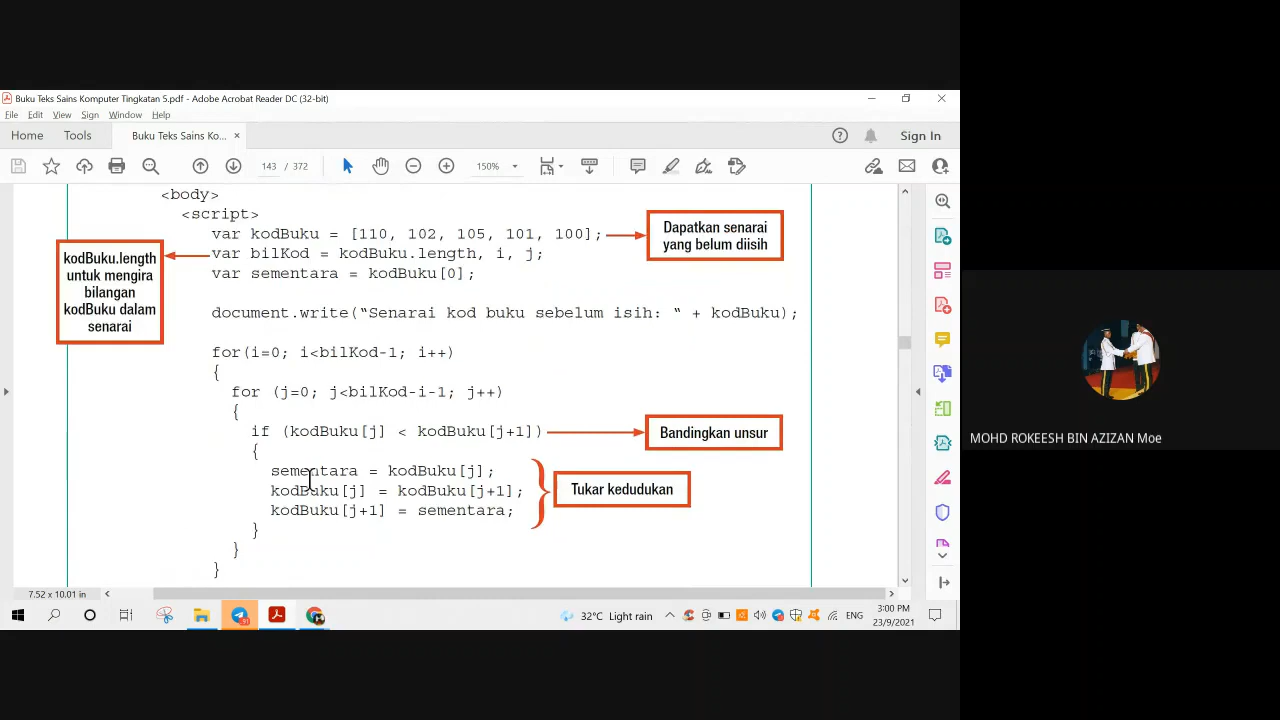 Buku Teks Sains Komputer Tingkatan 5.pdf - Adobe Acrobat Reader DC (32-bit)
File Edit View Sign Window Help
Home Tools Buku Teks Sains Ko... × Sign In
143 / 372 150%
<body>
<script>
var kodBuku = [110, 102, 105, 101, 100];
Dapatkan senarai
yang belum diisih
kodBuku.length
untuk mengira
bilangan
kodBuku dalam
senarai
var bilKod = kodBuku.length, i, j;
var sementara = kodBuku[0];
document.write(“Senarai kod buku sebelum isih: “ + kodBuku);
for(i=0; i<bilKod-1; i++)
{
for (j=0; j<bilKod-i-1; j++)
{
if (kodBuku[j] < kodBuku[j+1])
Bandingkan unsur
{
sementara = kodBuku[j];
kodBuku[j] = kodBuku[j+1];
kodBuku[j+1] = sementara;
Tukar kedudukan
}
}
}
7.52 x 10.01 in
32°C Light rain ENG
3:00 PM
23/9/2021
MOHD ROKEESH BIN AZIZAN Moe